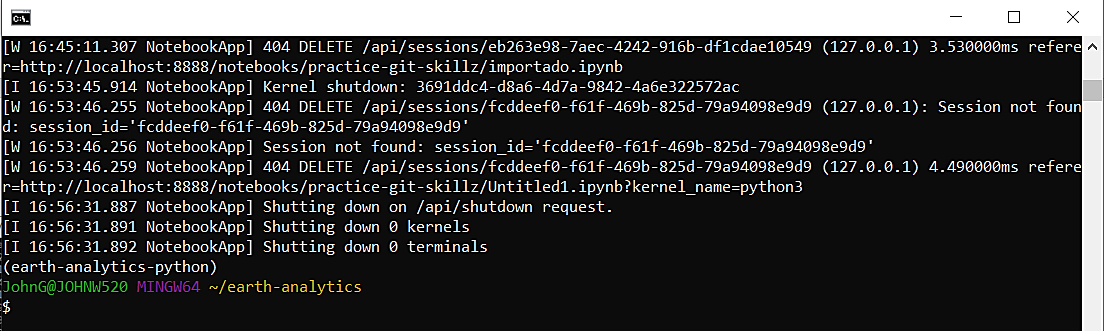 [W 16:45:11.307 NotebookApp] 404 DELETE /api/sessions/eb263e98-7aec-4242-916b-df1cdae10549 (127.0.0.1) 3.530000ms refere
r=http://localhost:8888/notebooks/practice-git-skillz/importado.ipynb
[I 16:53:45.914 NotebookApp] Kernel shutdown: 3691ddc4-d8a6-4d7a-9842-4a6e322572ac
[W 16:53:46.255 NotebookApp] 404 DELETE /api/sessions/fcddeef0-f61f-469b-825d-79a94098e9d9 (127.0.0.1): Session not foun
d: session_id='fcddeef0-f61f-469b-825d-79a94098e9d9'
[W 16:53:46.256 NotebookApp] Session not found: session_id='fcddeef0-f61f-469b-825d-79a94098e9d9'
[W 16:53:46.259 NotebookApp] 404 DELETE /api/sessions/fcddeef0-f61f-469b-825d-79a94098e9d9 (127.0.0.1) 4.490000ms refere
r=http://localhost:8888/notebooks/practice-git-skillz/Untitled1.ipynb?kernel_name=python3
[I 16:56:31.887 NotebookApp] Shutting down on /api/shutdown request.
[I 16:56:31.891 NotebookApp] Shutting down 0 kernels
[I 16:56:31.892 NotebookApp] Shutting down 0 terminals
(earth-analytics-python)
JohnG@JOHNW520 MINGW64 ~/earth-analytics
$